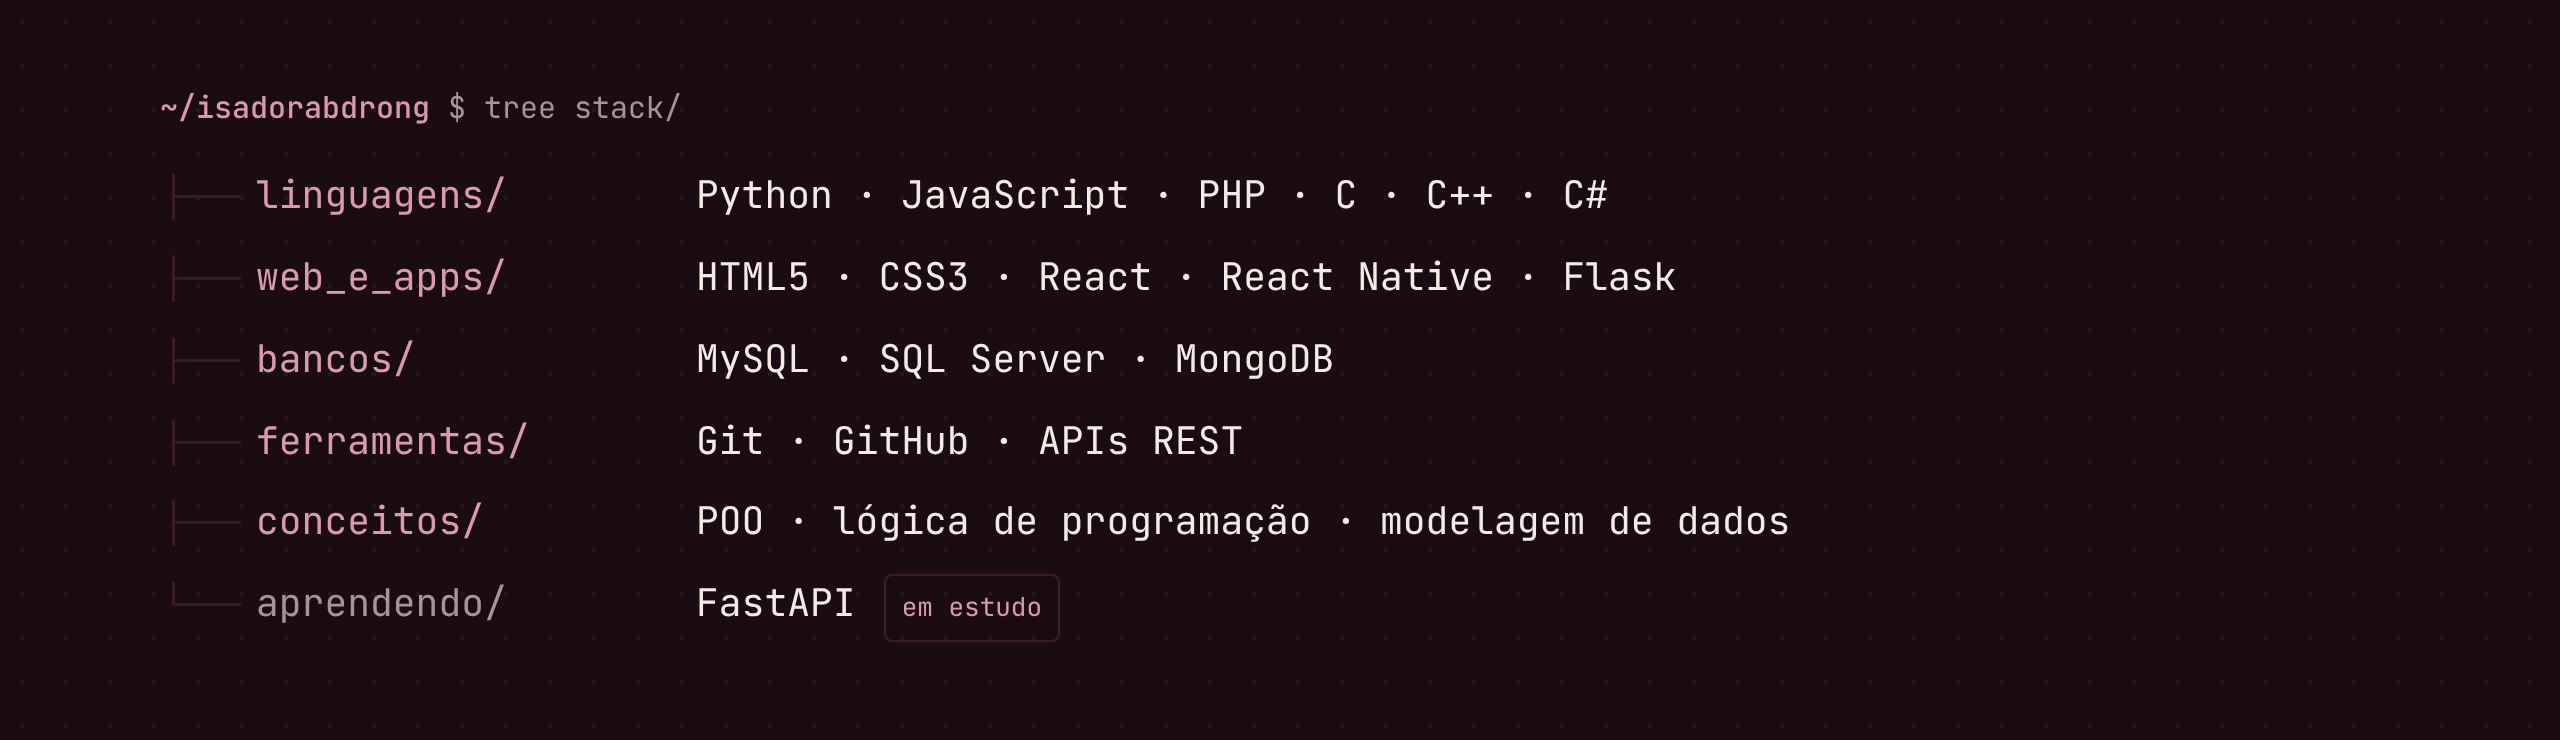 ~/isadorabdrong $ tree stack/
├── linguagens/ Python · JavaScript · PHP · C · C++ · C#
├── web_e_apps/ HTML5 · CSS3 · React · React Native · Flask
├── bancos/ MySQL · SQL Server · MongoDB
├── ferramentas/ Git · GitHub · APIs REST
├── conceitos/ POO · lógica de programação · modelagem de dados
└── aprendendo/ FastAPI em estudo